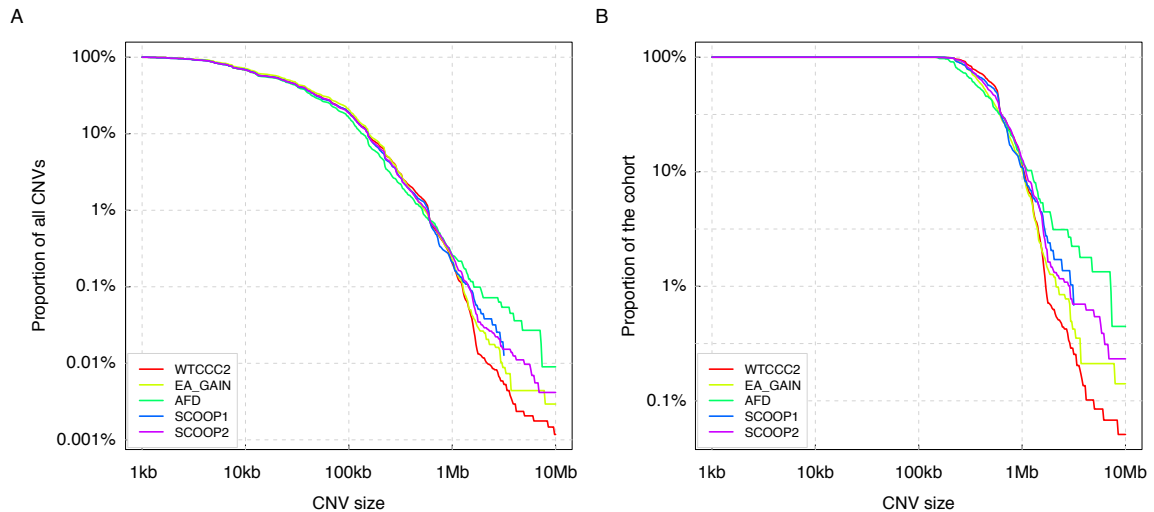 A
Proportion of all CNVs
100%
10%
1%
0.1%
0.01%
0.001%
WTCCC2
EA_GAIN
AFD
SCOOP1
SCOOP2
1kb 10kb 100kb 1Mb 10Mb
CNV size
B
Proportion of the cohort
100%
10%
1%
0.1%
WTCCC2
EA_GAIN
AFD
SCOOP1
SCOOP2
1kb 10kb 100kb 1Mb 10Mb
CNV size